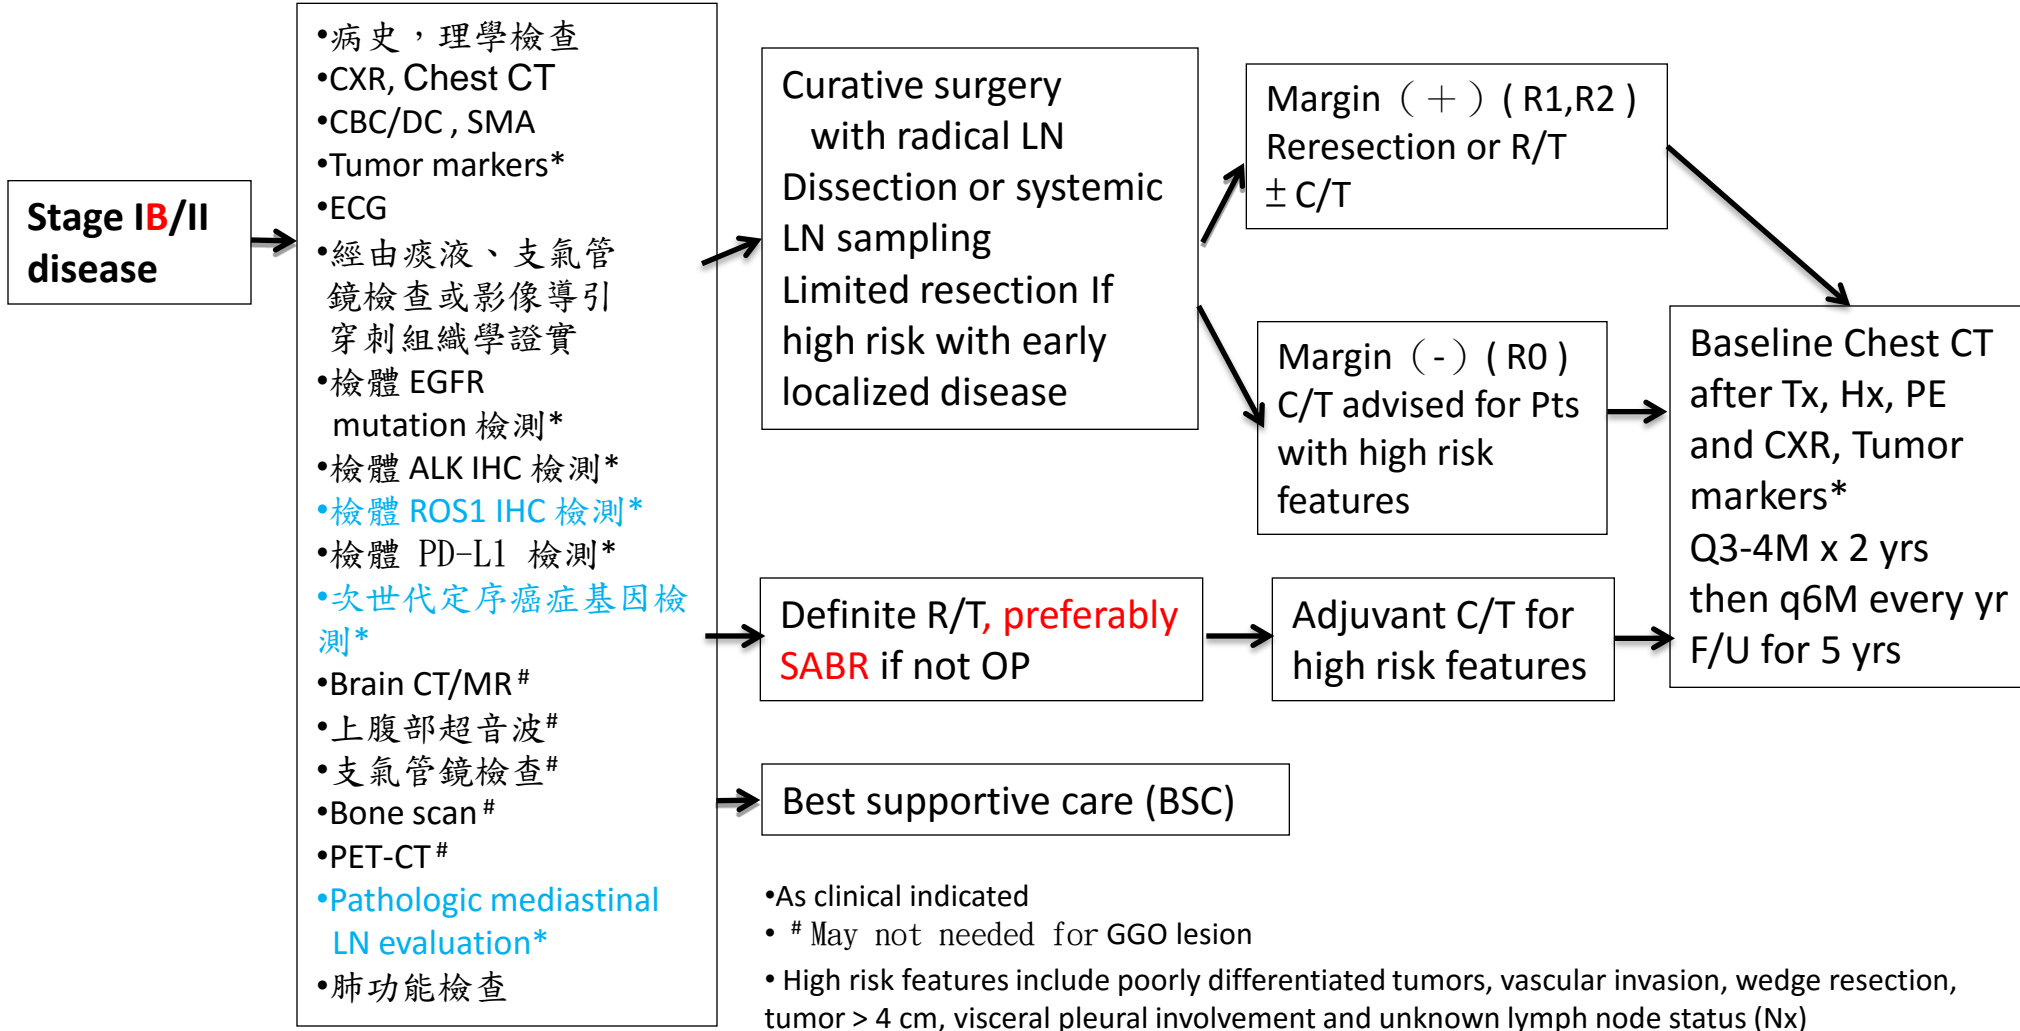 Stage IB/II
disease
•病史，理學檢查
•CXR, Chest CT
•CBC/DC , SMA
•Tumor markers*
•ECG
•經由痰液、支氣管
鏡檢查或影像導引
穿刺組織學證實
•檢體 EGFR
mutation 檢測*
•檢體 ALK IHC 檢測*
•檢體 ROS1 IHC 檢測*
•檢體 PD-L1 檢測*
•次世代定序癌症基因檢
測*
•Brain CT/MR #
•上腹部超音波#
•支氣管鏡檢查#
•Bone scan #
•PET-CT #
•Pathologic mediastinal
LN evaluation*
•肺功能檢查
Curative surgery
with radical LN
Dissection or systemic
LN sampling
Limited resection If
high risk with early
localized disease
Margin（＋）( R1,R2 )
Reresection or R/T
± C/T
Margin（-）( R0 )
C/T advised for Pts
with high risk
features
Definite R/T, preferably
SABR if not OP
Adjuvant C/T for
high risk features
Best supportive care (BSC)
Baseline Chest CT
after Tx, Hx, PE
and CXR, Tumor
markers*
Q3-4M x 2 yrs
then q6M every yr
F/U for 5 yrs
•As clinical indicated
• # May not needed for GGO lesion
• High risk features include poorly differentiated tumors, vascular invasion, wedge resection,
tumor > 4 cm, visceral pleural involvement and unknown lymph node status (Nx)